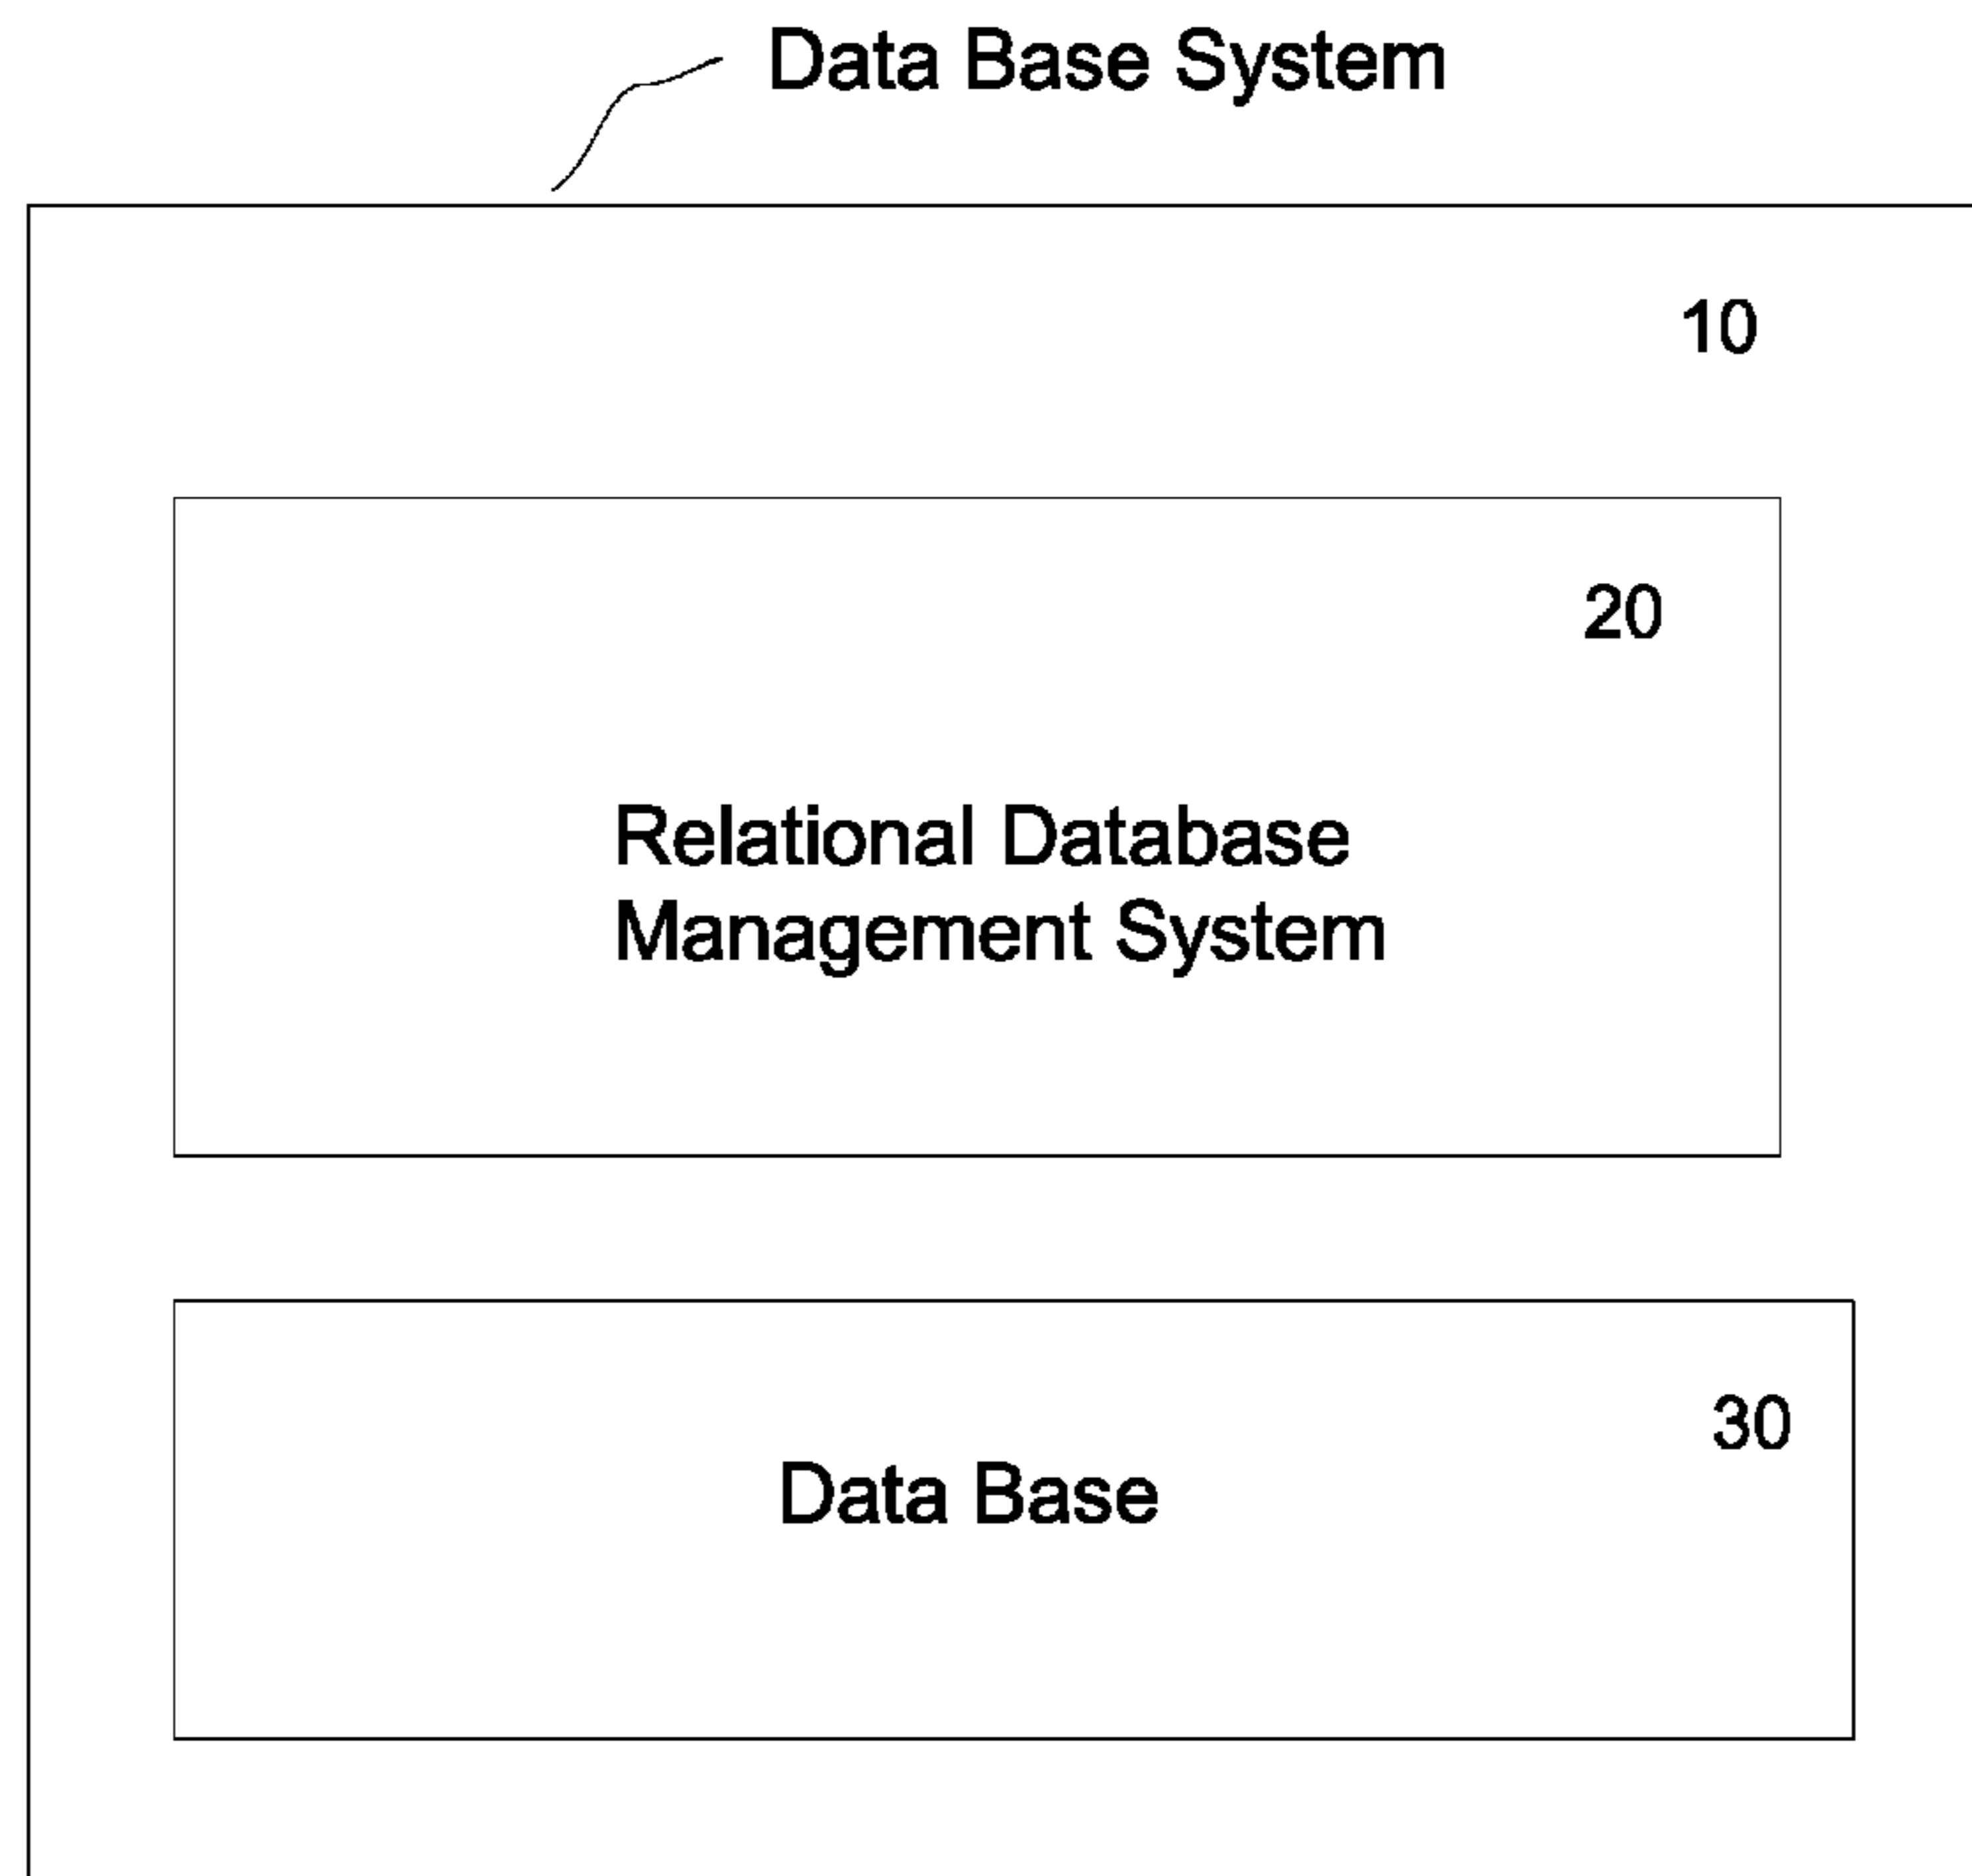 Data Base System
10
20
Relational Database
Management System
30
Data Base